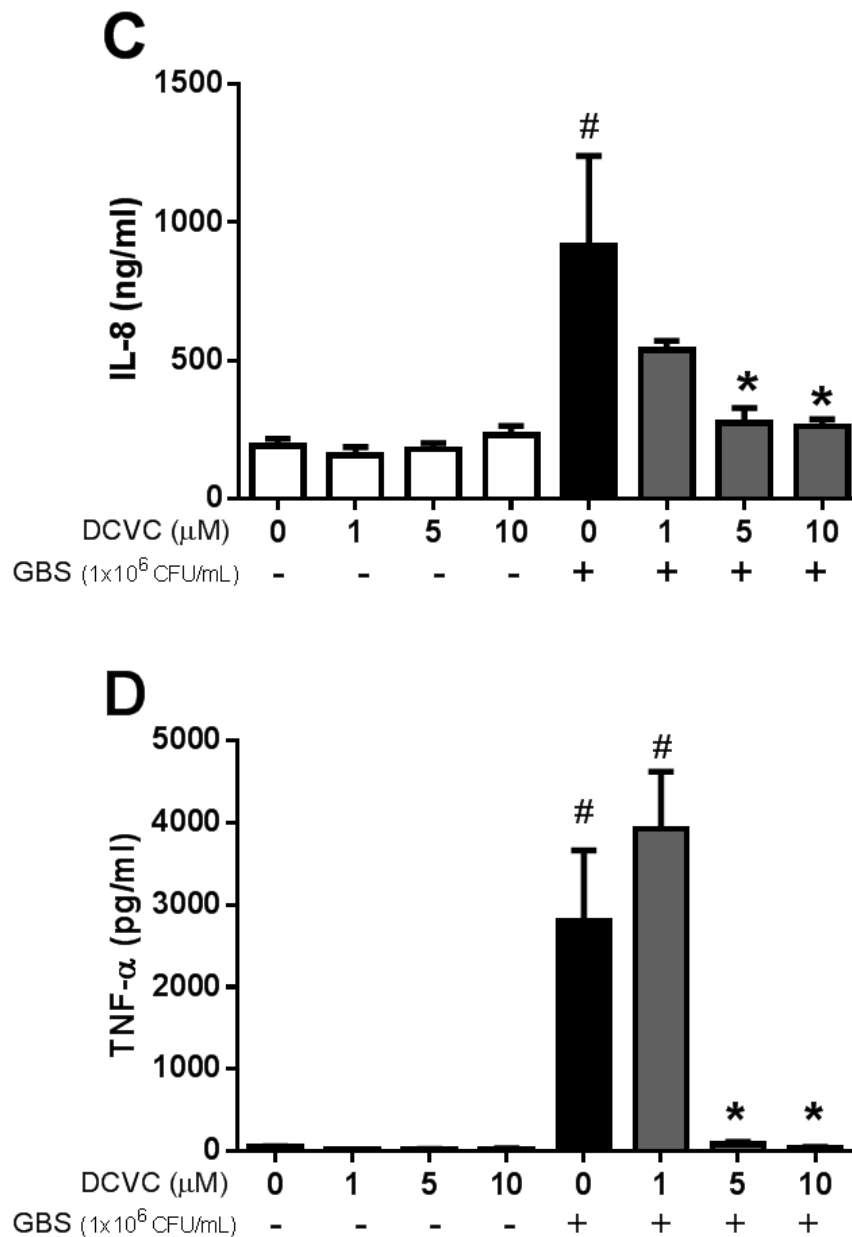 C
1500
#
1000
IL-8 (ng/ml)
500
* *
0
DCVC (μM) 0 1 5 10 0 1 5 10
GBS (1x10⁶ CFU/mL) - - - - + + + +
D
5000
#
4000
#
3000
TNF-α (pg/ml)
2000
1000
* *
0
DCVC (μM) 0 1 5 10 0 1 5 10
GBS (1x10⁶ CFU/mL) - - - - + + + +